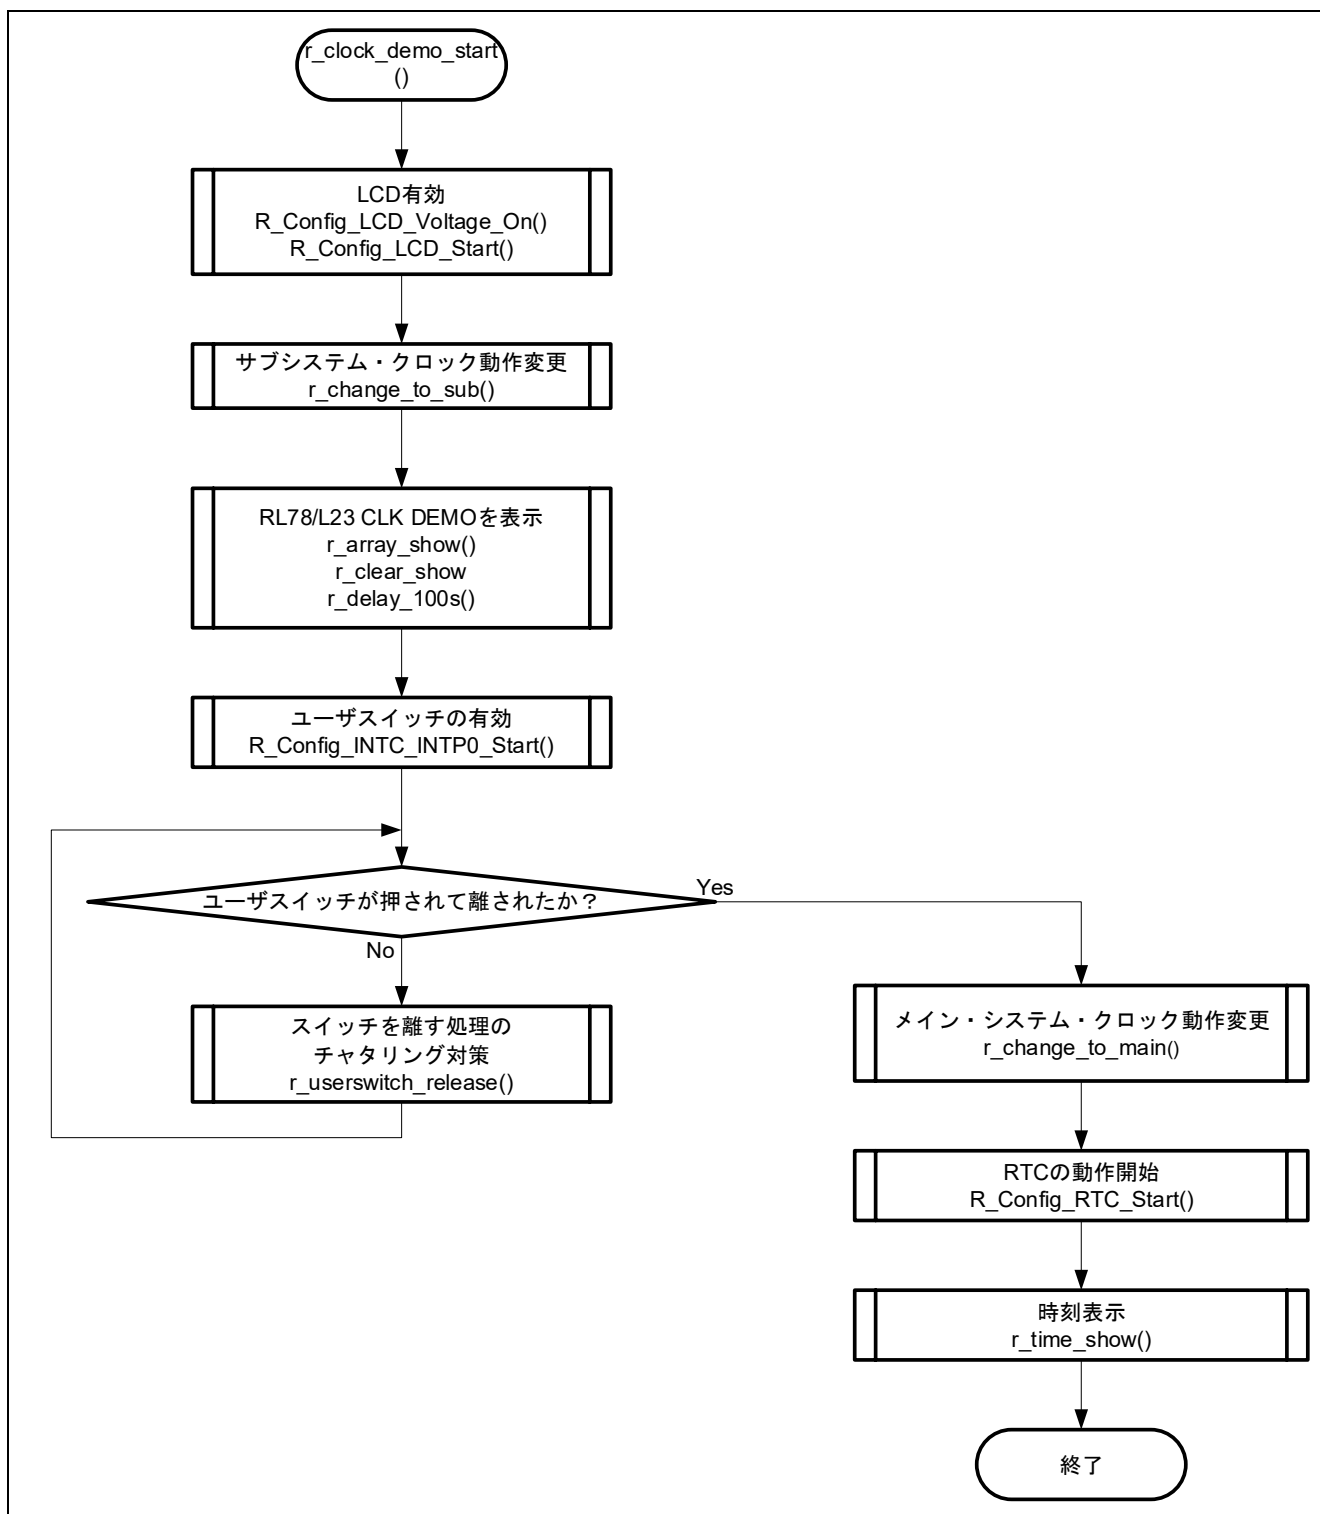 r_clock_demo_start
()
LCD有効
R_Config_LCD_Voltage_On()
R_Config_LCD_Start()
サブシステム・クロック動作変更
r_change_to_sub()
RL78/L23 CLK DEMOを表示
r_array_show()
r_clear_show
r_delay_100s()
ユーザスイッチの有効
R_Config_INTC_INTP0_Start()
ユーザスイッチが押されて離されたか？
Yes
No
スイッチを離す処理の
チャタリング対策
r_userswitch_release()
メイン・システム・クロック動作変更
r_change_to_main()
RTCの動作開始
R_Config_RTC_Start()
時刻表示
r_time_show()
終了